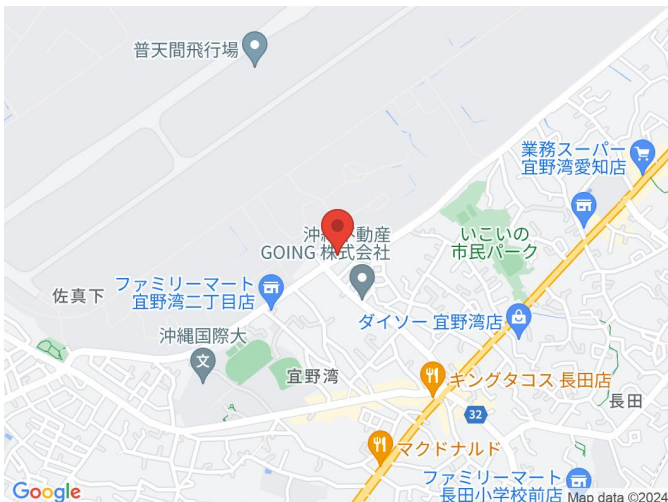 普天間飛行場
業務スーパー
宜野湾愛知店
沖縄不動産
GOING 株式会社
いこいの
市民パーク
ファミリーマート
宜野湾二丁目店
佐真下
ダイソー 宜野湾店
沖縄国際大
文
宜野湾
キングタコス 長田店
長田
32
マクドナルド
ファミリーマート
長田小学校前店
Google
Map data ©2024